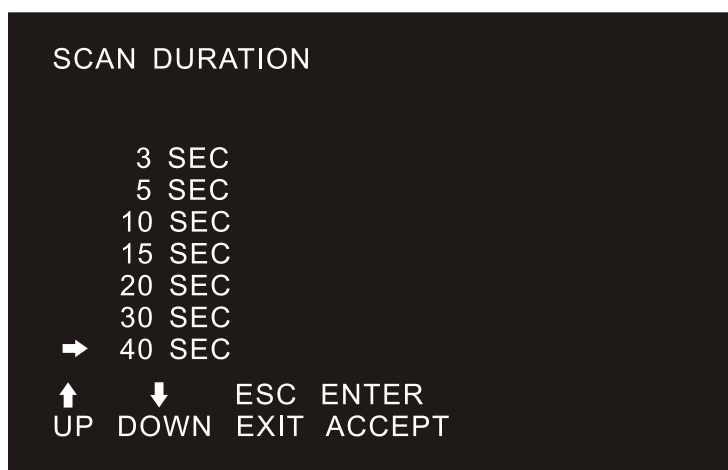 SCAN DURATION
3 SEC
5 SEC
10 SEC
15 SEC
20 SEC
30 SEC
➡ 40 SEC
⬆ ⬇ ESC ENTER
UP DOWN EXIT ACCEPT